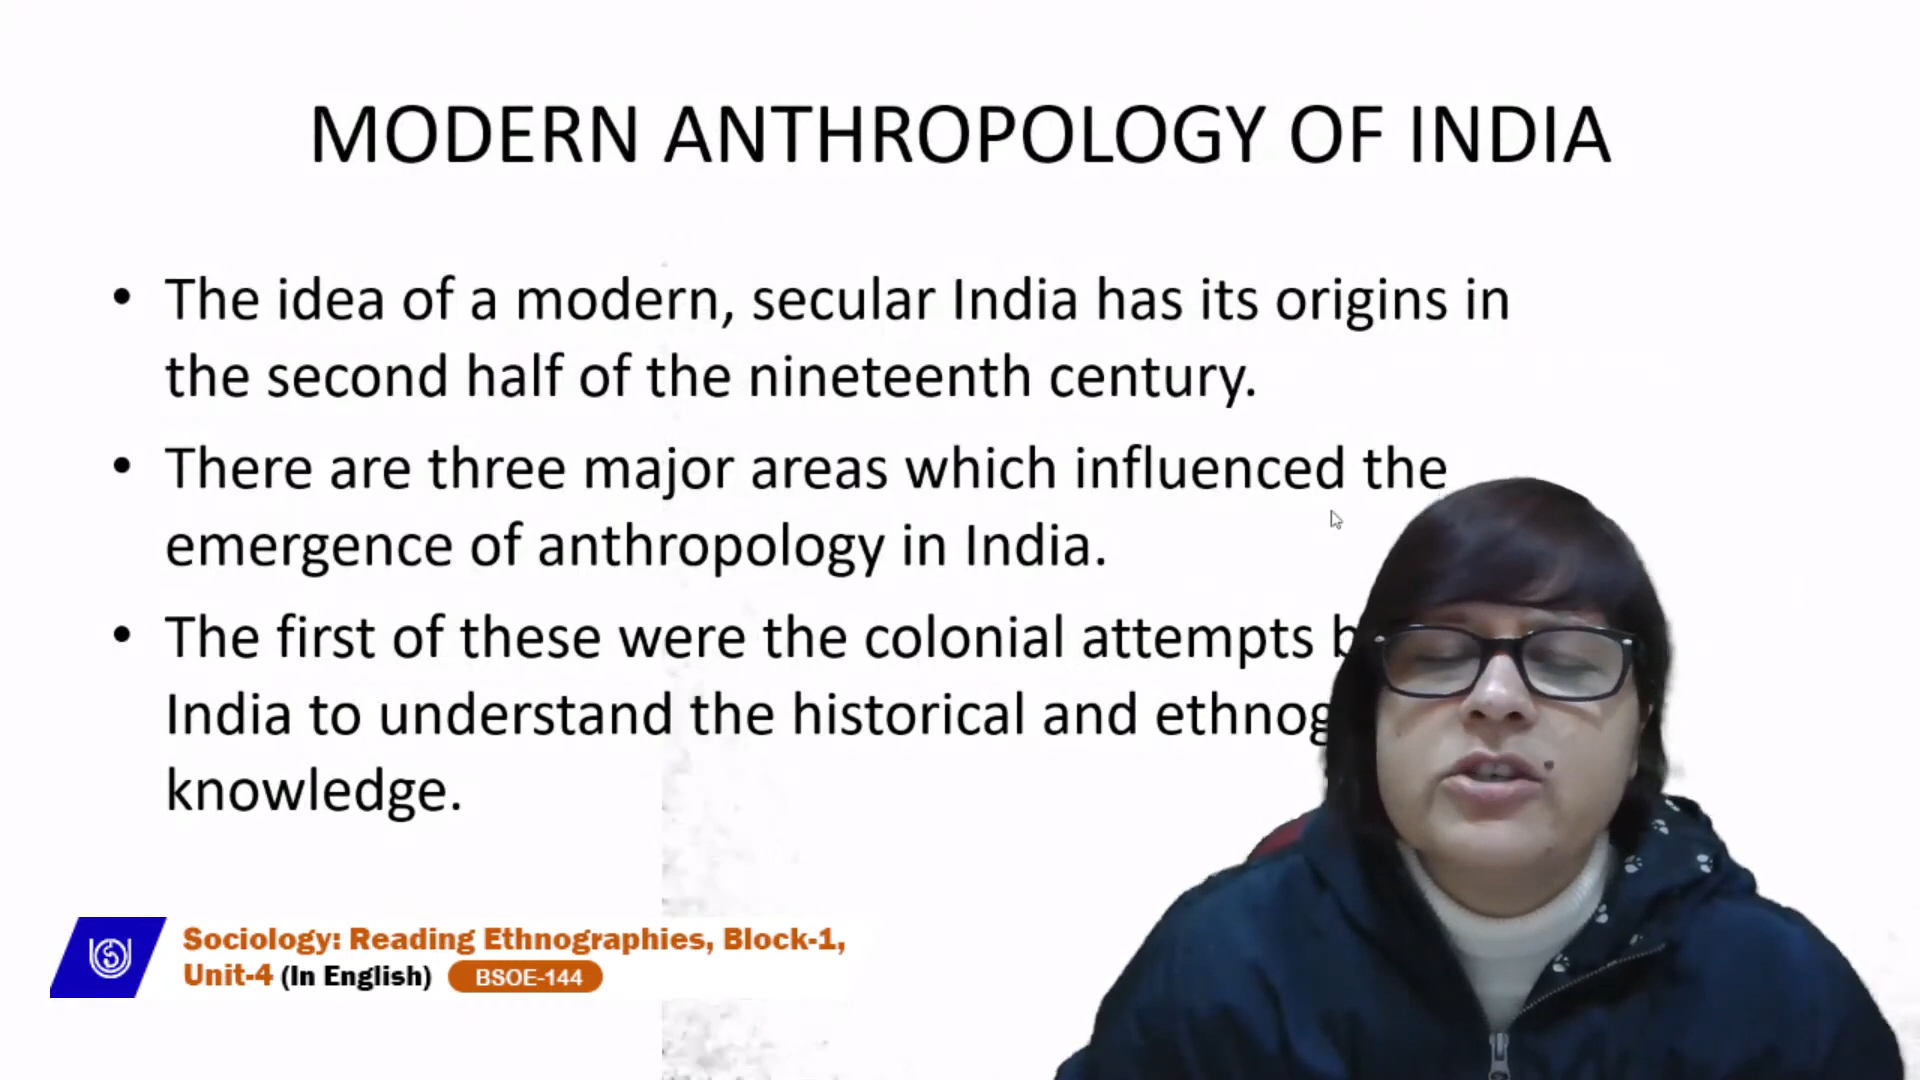 MODERN ANTHROPOLOGY OF INDIA
• The idea of a modern, secular India has its origins in
the second half of the nineteenth century.
• There are three major areas which influenced the
emergence of anthropology in India.
• The first of these were the colonial attempts
India to understand the historical and
knowledge.
Sociology: Reading Ethnographies, Block-1,
Unit-4 (In English) BSOE-144